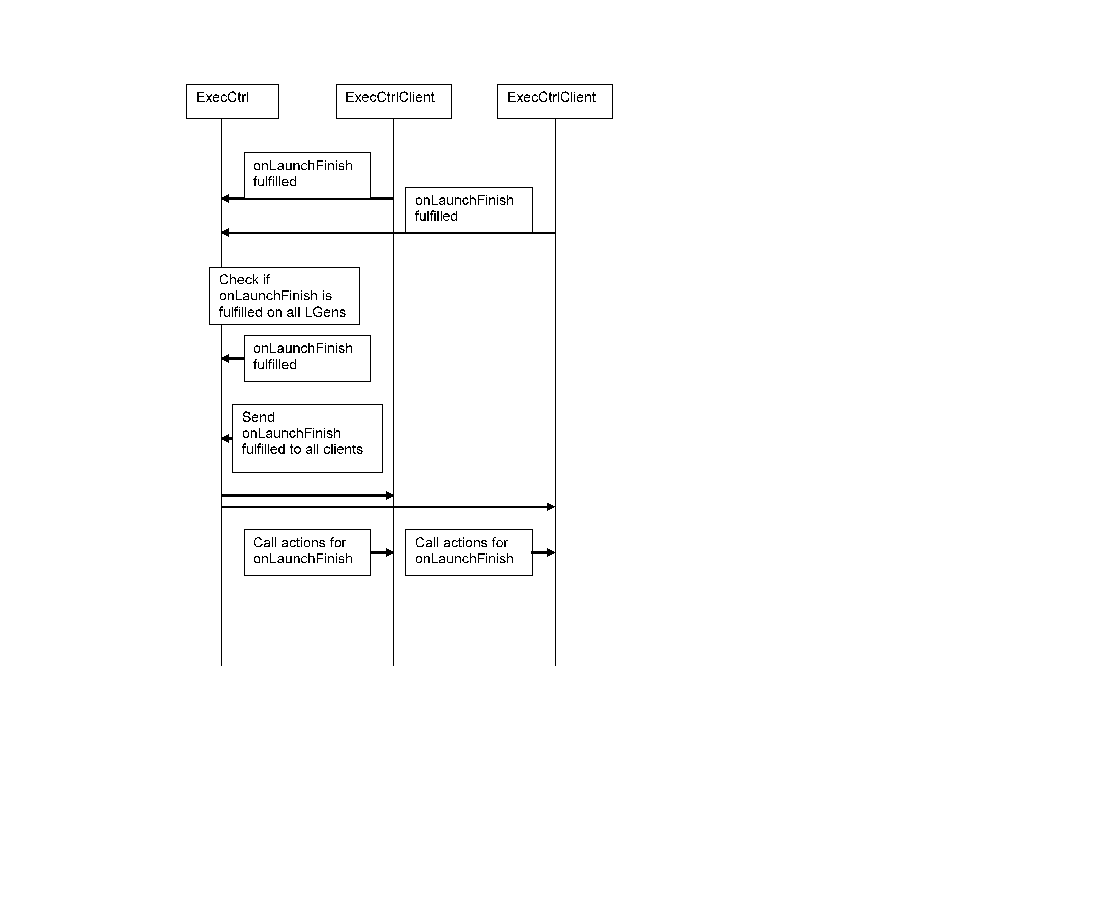 ExecCtrl
ExecCtrlClient
ExecCtrlClient
onLaunchFinish
fulfilled
onLaunchFinish
fulfilled
Check if
onLaunchFinish is
fulfilled on all LGens
onLaunchFinish
fulfilled
Send
onLaunchFinish
fulfilled to all clients
Call actions for
onLaunchFinish
Call actions for
onLaunchFinish